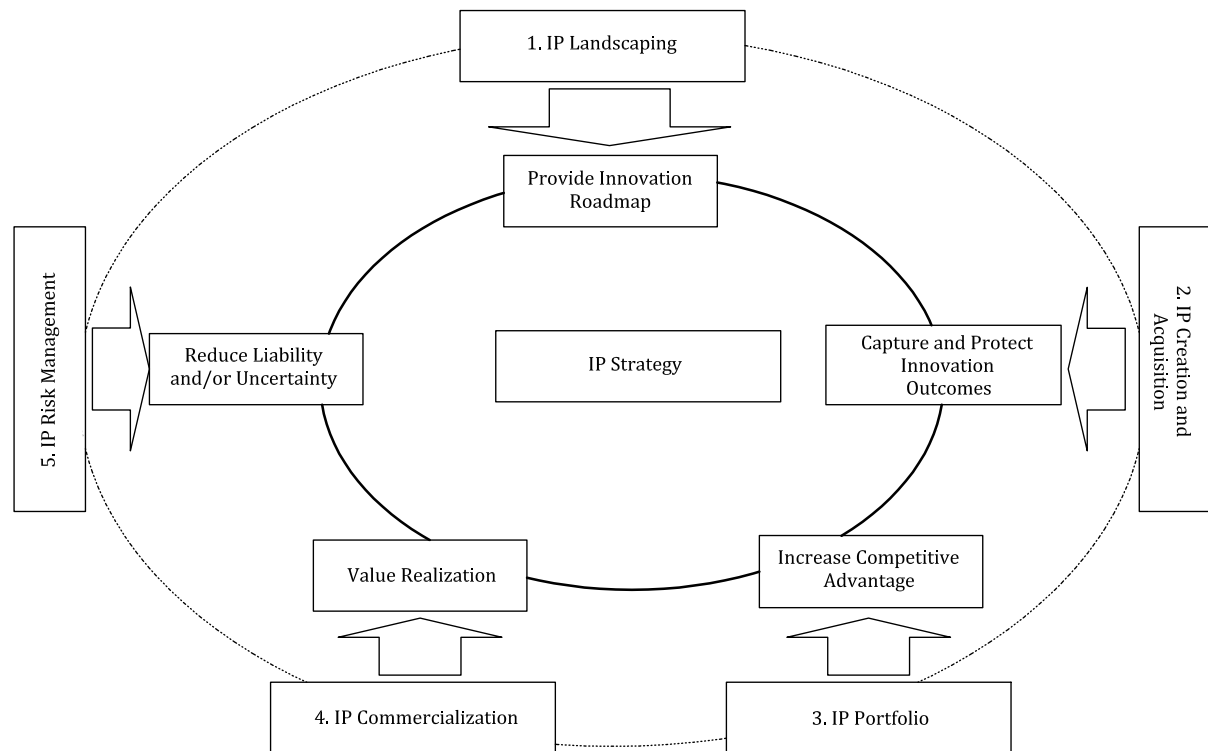 1. IP Landscaping
Provide Innovation
Roadmap
2. IP Creation and
Acquisition
Capture and Protect
Innovation
Outcomes
IP Strategy
Reduce Liability
and/or Uncertainty
5. IP Risk Management
Value Realization
Increase Competitive
Advantage
4. IP Commercialization
3. IP Portfolio